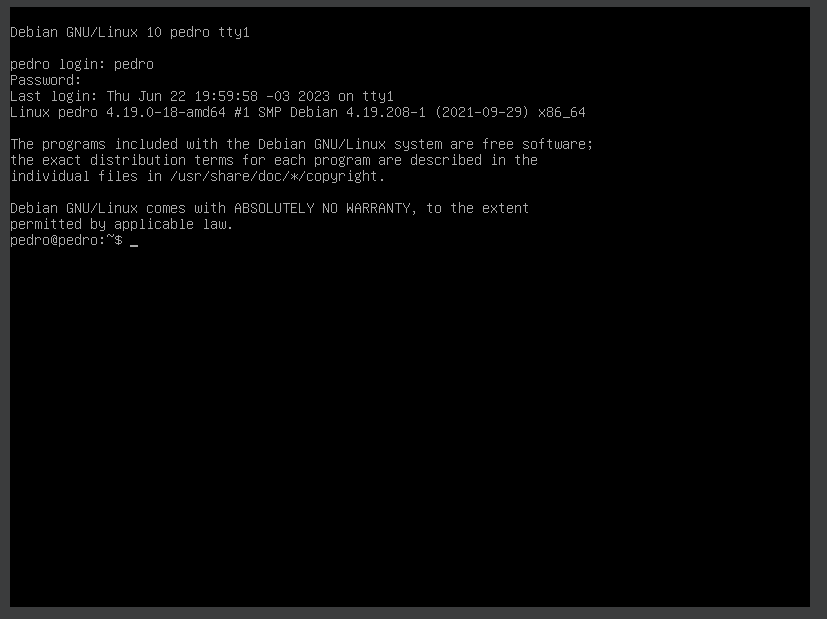 Debian GNU/Linux 10 pedro tty1
pedro login: pedro
Password:
Last login: Thu Jun 22 19:59:58 -03 2023 on tty1
Linux pedro 4.19.0-18-amd64 #1 SMP Debian 4.19.208-1 (2021-09-29) x86_64
The programs included with the Debian GNU/Linux system are free software;
the exact distribution terms for each program are described in the
individual files in /usr/share/doc/*/copyright.
Debian GNU/Linux comes with ABSOLUTELY NO WARRANTY, to the extent
permitted by applicable law.
pedro@pedro:~$ _